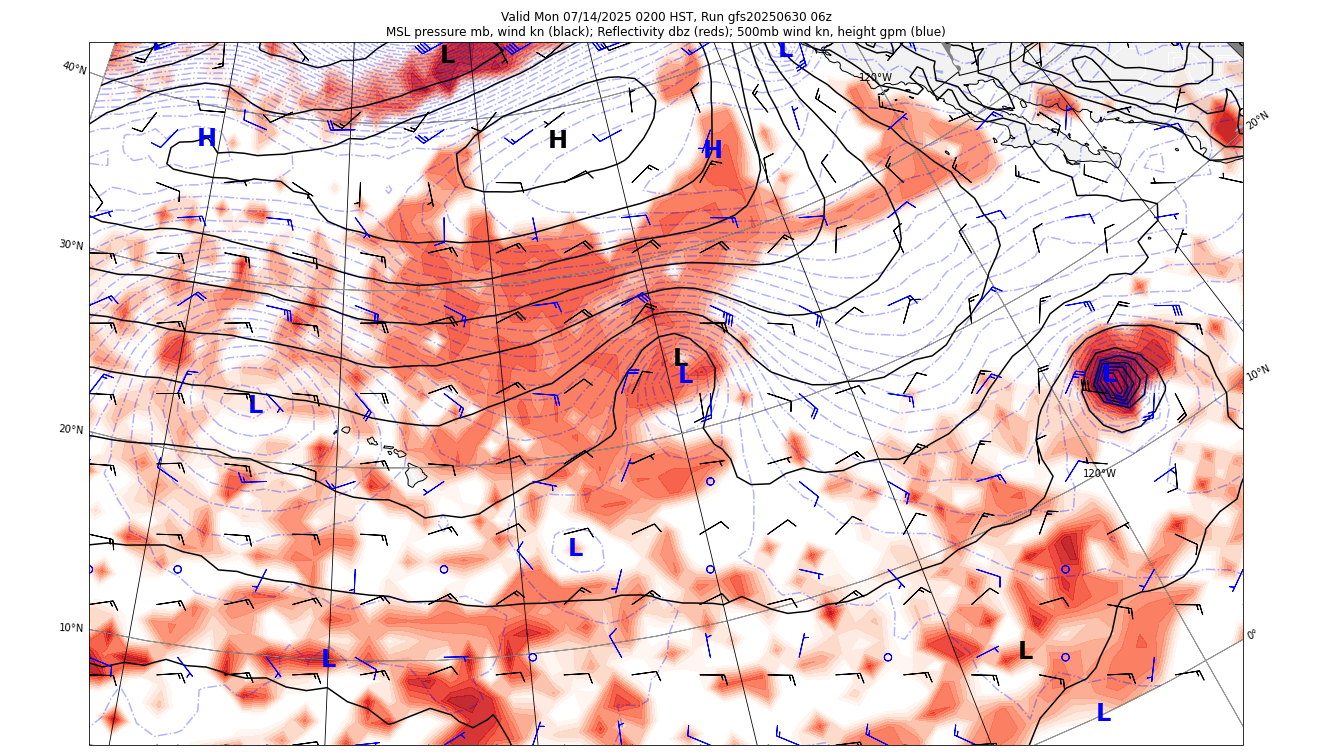 Valid Mon 07/14/2025 0200 HST, Run gfs20250630 06z
MSL pressure mb, wind kn (black); Reflectivity dbz (reds); 500mb wind kn, height gpm (blue)
L
L
40°N
120°W
20°N
H
H
H
30°N
L
L
L
10°N
L
20°N
120°W
L
10°N
0°
L
L
L